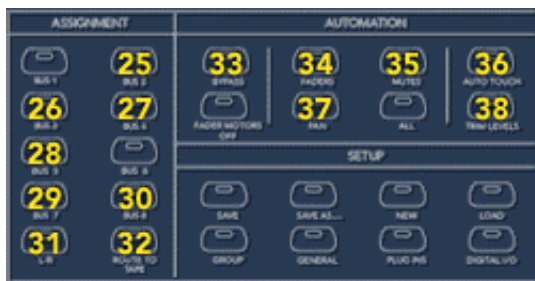 ASSIGNMENT
AUTOMATION
25 33 34 35 36
BUS 1 BUS 2 BYPASS FADERS MUTES AUTO TOUCH
26 27 37 38
BUS 3 BUS 4 FADER MOTORS OFF PAN ALL TRIM LEVELS
28
BUS 5 BUS 6
SETUP
29 30
BUS 7 BUS 8 SAVE SAVE AS... NEW LOAD
31 32
L-R ROUTE TO TAPE GROUP GENERAL PLUG INS DIGITAL I/O